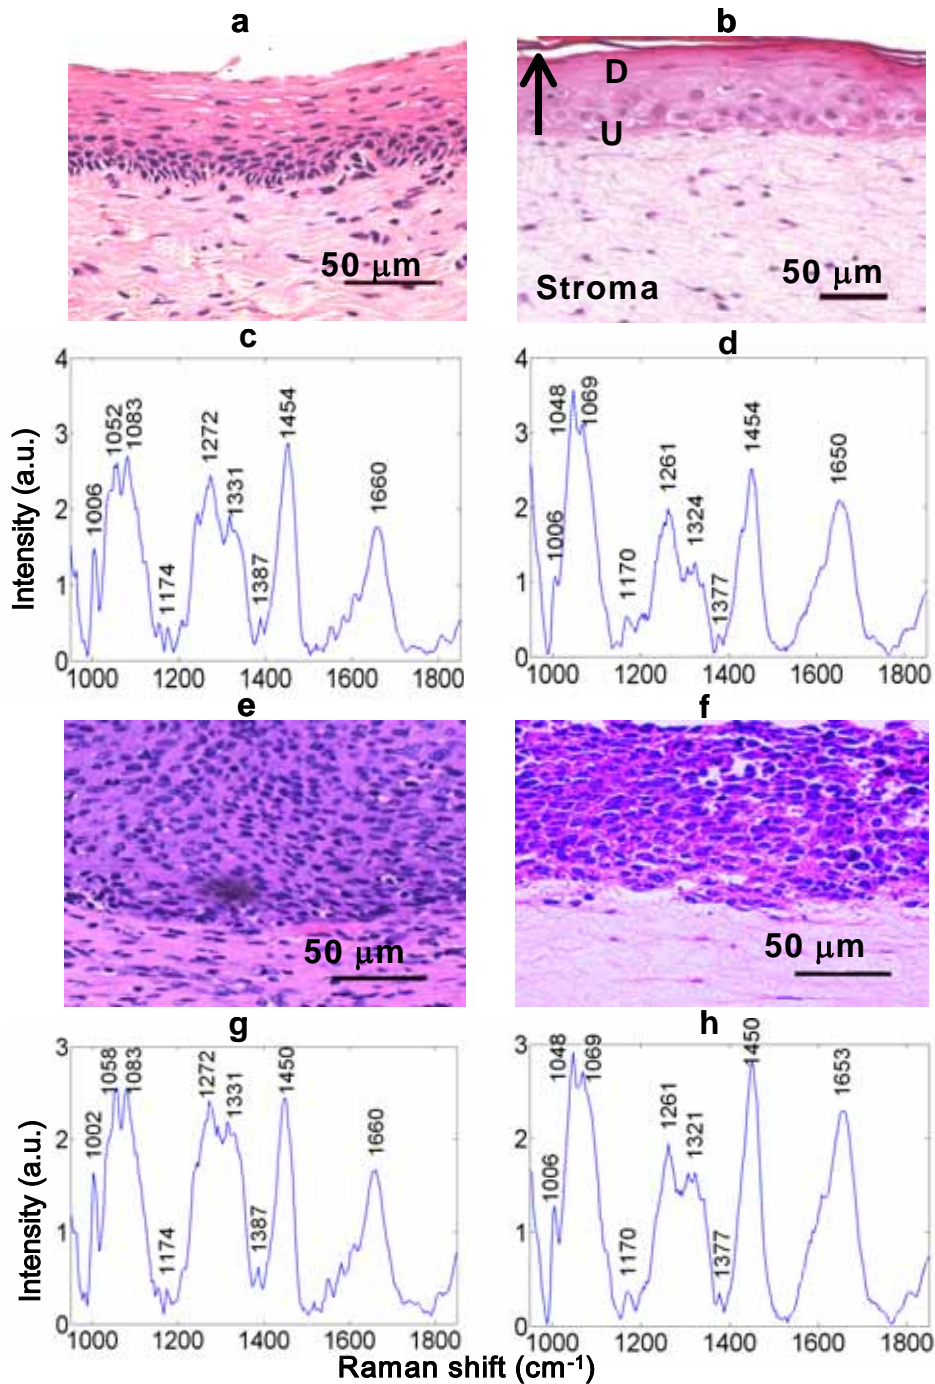 a
b
D
U
50 μm
Stroma
50 μm
c
d
Intensity (a.u.)
4
3
2
1
0
1006
1052
1083
1174
1272
1331
1387
1454
1660
1000 1200 1400 1600 1800
4
3
2
1
0
1006
1048
1069
1170
1261
1324
1377
1454
1650
1000 1200 1400 1600 1800
e
f
50 μm
50 μm
g
h
Intensity (a.u.)
3
2
1
0
1002
1058
1083
1174
1272
1331
1387
1450
1660
1000 1200 1400 1600 1800
3
2
1
0
1006
1048
1069
1170
1261
1321
1377
1450
1653
1000 1200 1400 1600 1800
Raman shift (cm⁻¹)